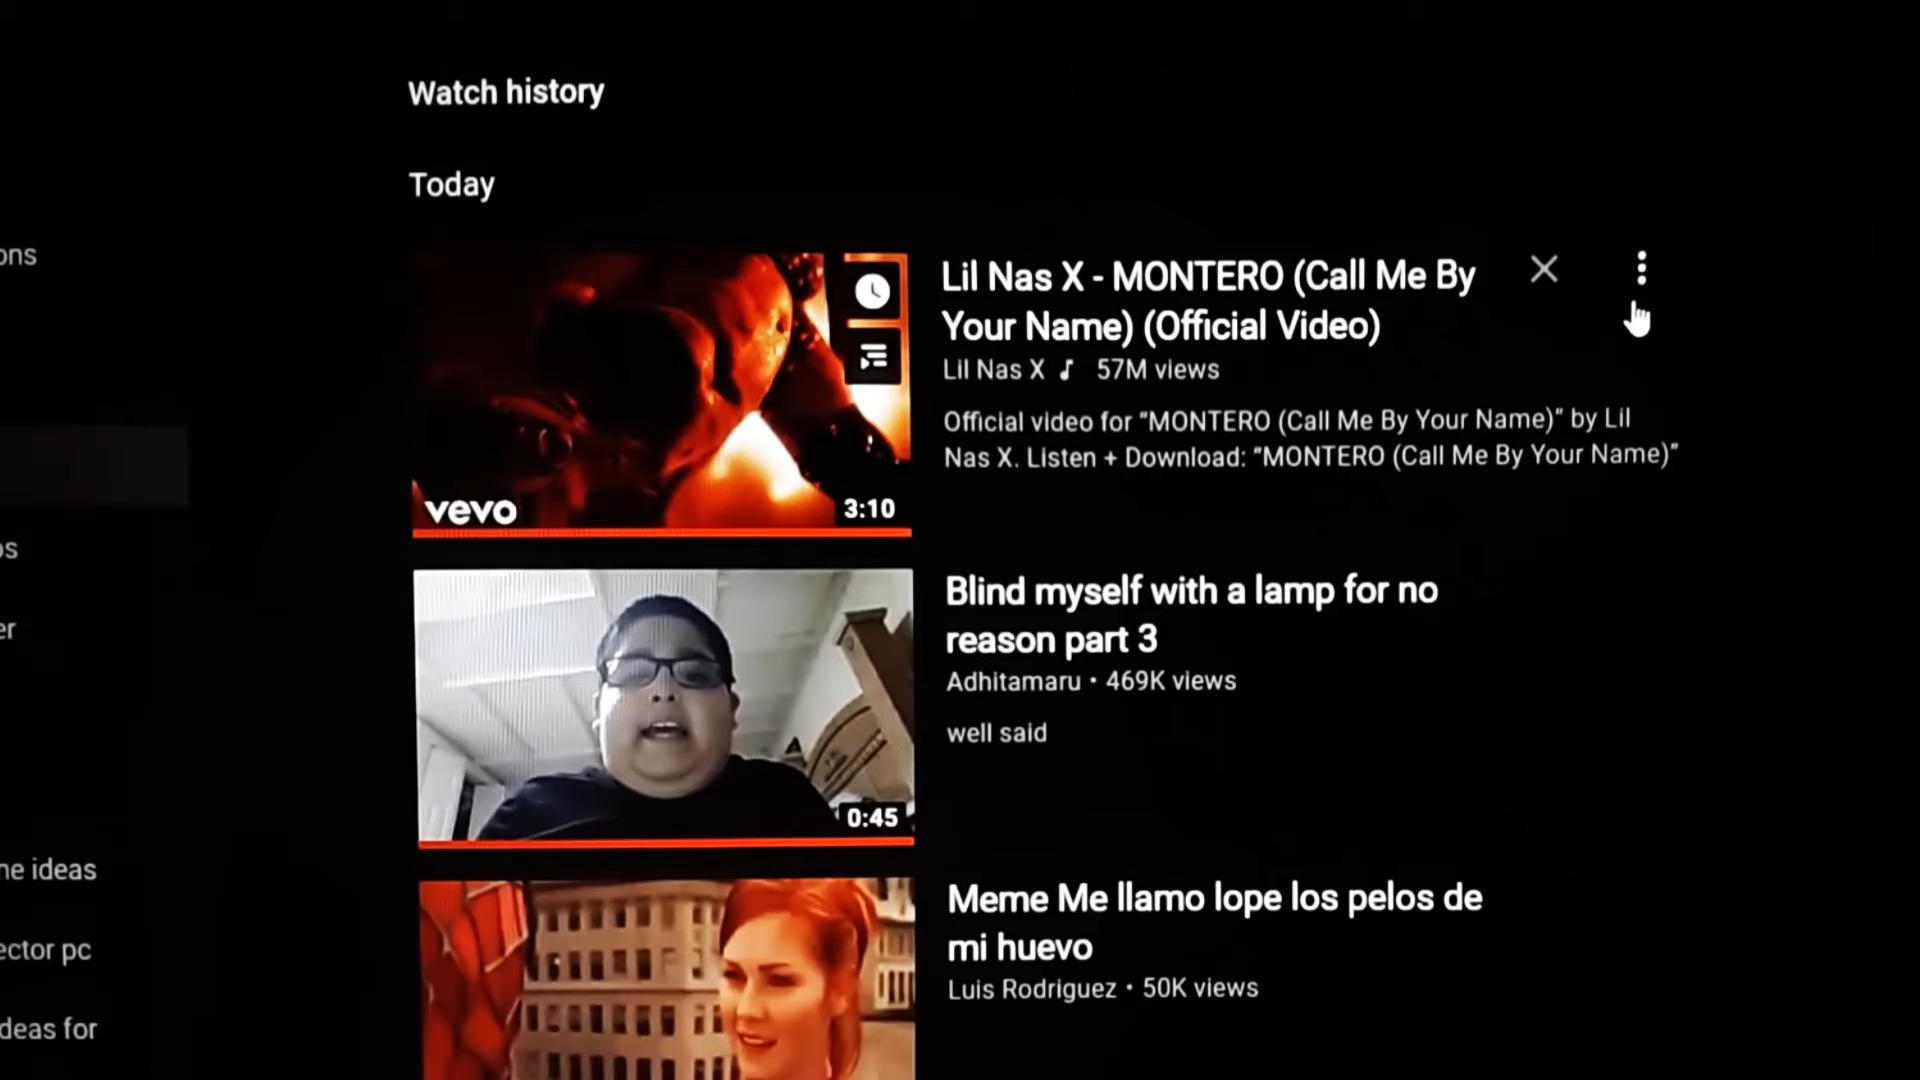 Watch history
Today
ons
Lil Nas X - MONTERO (Call Me By
Your Name) (Official Video)
Lil Nas X 57M views
Official video for “MONTERO (Call Me By Your Name)” by Lil
Nas X. Listen + Download: “MONTERO (Call Me By Your Name)”
vevo
3:10
os
er
Blind myself with a lamp for no
reason part 3
Adhitamaru • 469K views
well said
0:45
ne ideas
ector pc
deas for
Meme Me llamo lope los pelos de
mi huevo
Luis Rodriguez • 50K views